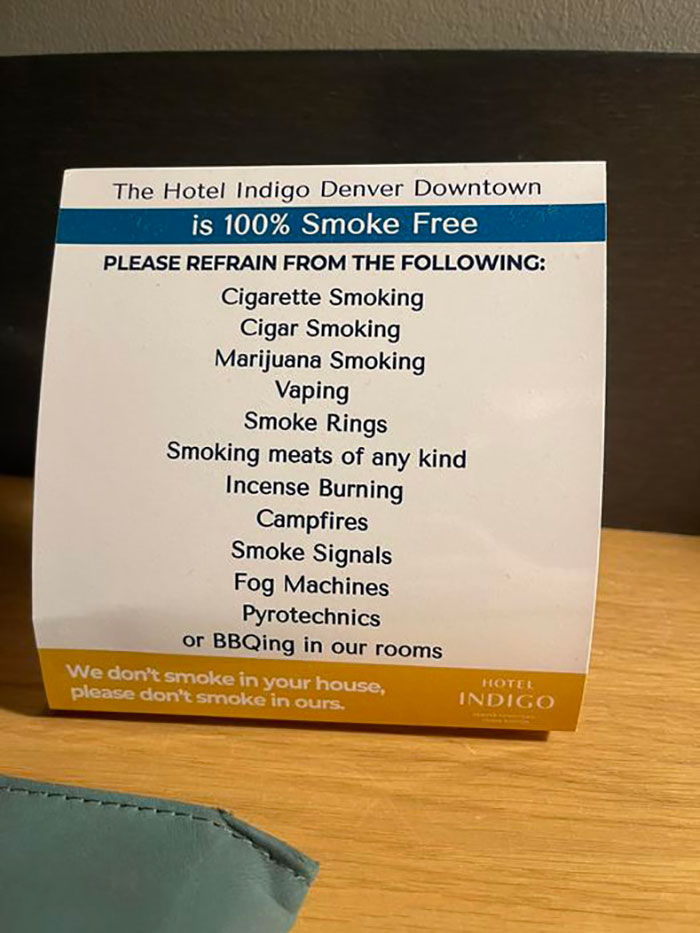 The Hotel Indigo Denver Downtown
is 100% Smoke Free
PLEASE REFRAIN FROM THE FOLLOWING:
Cigarette Smoking
Cigar Smoking
Marijuana Smoking
Vaping
Smoke Rings
Smoking meats of any kind
Incense Burning
Campfires
Smoke Signals
Fog Machines
Pyrotechnics
or BBQing in our rooms
We don't smoke in your house,
please don't smoke in ours.
HOTEL
INDIGO